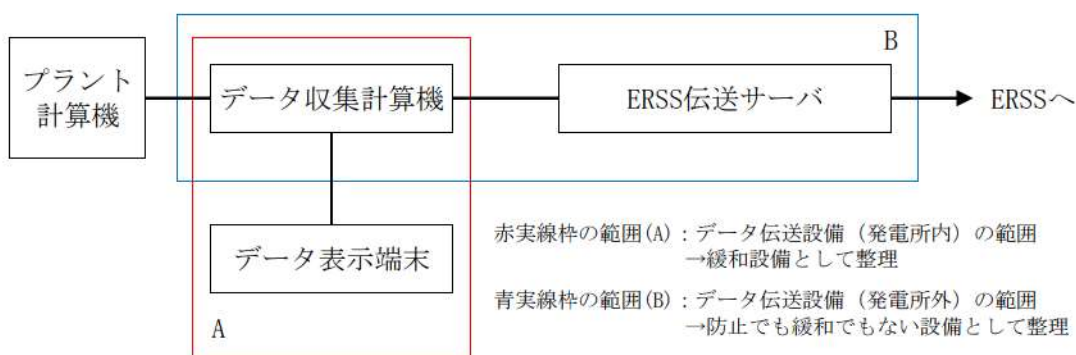 B
プラント
計算機
データ収集計算機
ERSS伝送サーバ
ERSSへ
データ表示端末
A
赤実線枠の範囲(A)：データ伝送設備（発電所内）の範囲
→緩和設備として整理
青実線枠の範囲(B)：データ伝送設備（発電所外）の範囲
→防止でも緩和でもない設備として整理